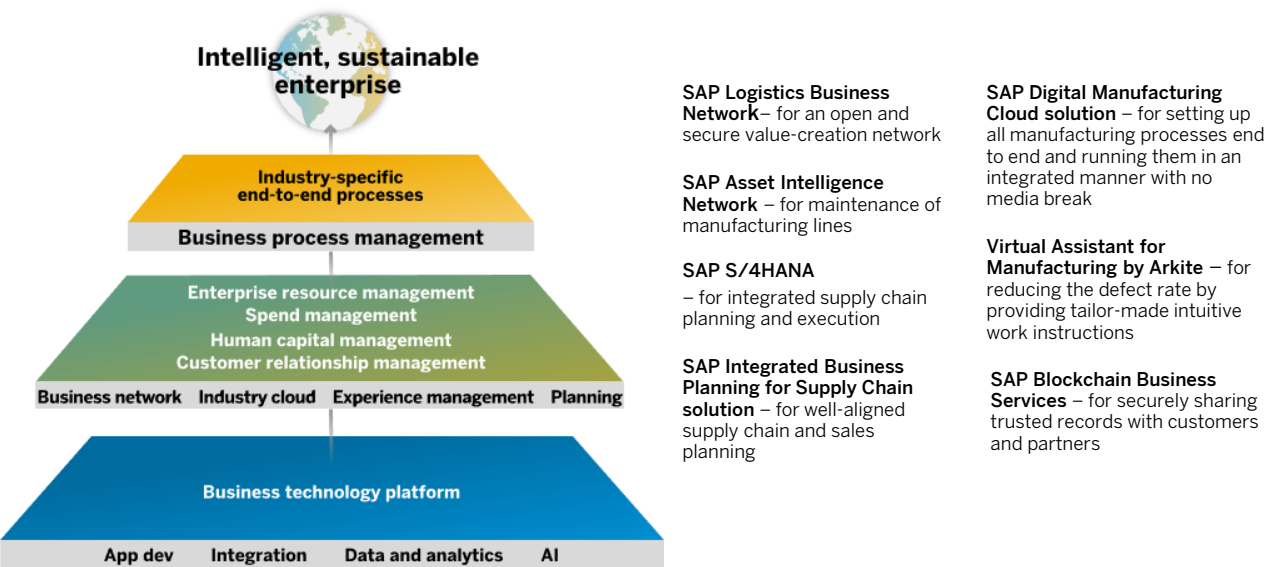 Intelligent, sustainable
enterprise
Industry-specific
end-to-end processes
Business process management
Enterprise resource management
Spend management
Human capital management
Customer relationship management
Business network Industry cloud Experience management Planning
Business technology platform
App dev Integration Data and analytics AI
SAP Logistics Business
Network– for an open and
secure value-creation network
SAP Asset Intelligence
Network – for maintenance of
manufacturing lines
SAP S/4HANA
– for integrated supply chain
planning and execution
SAP Integrated Business
Planning for Supply Chain
solution – for well-aligned
supply chain and sales
planning
SAP Digital Manufacturing
Cloud solution – for setting up
all manufacturing processes end
to end and running them in an
integrated manner with no
media break
Virtual Assistant for
Manufacturing by Arkite – for
reducing the defect rate by
providing tailor-made intuitive
work instructions
SAP Blockchain Business
Services – for securely sharing
trusted records with customers
and partners